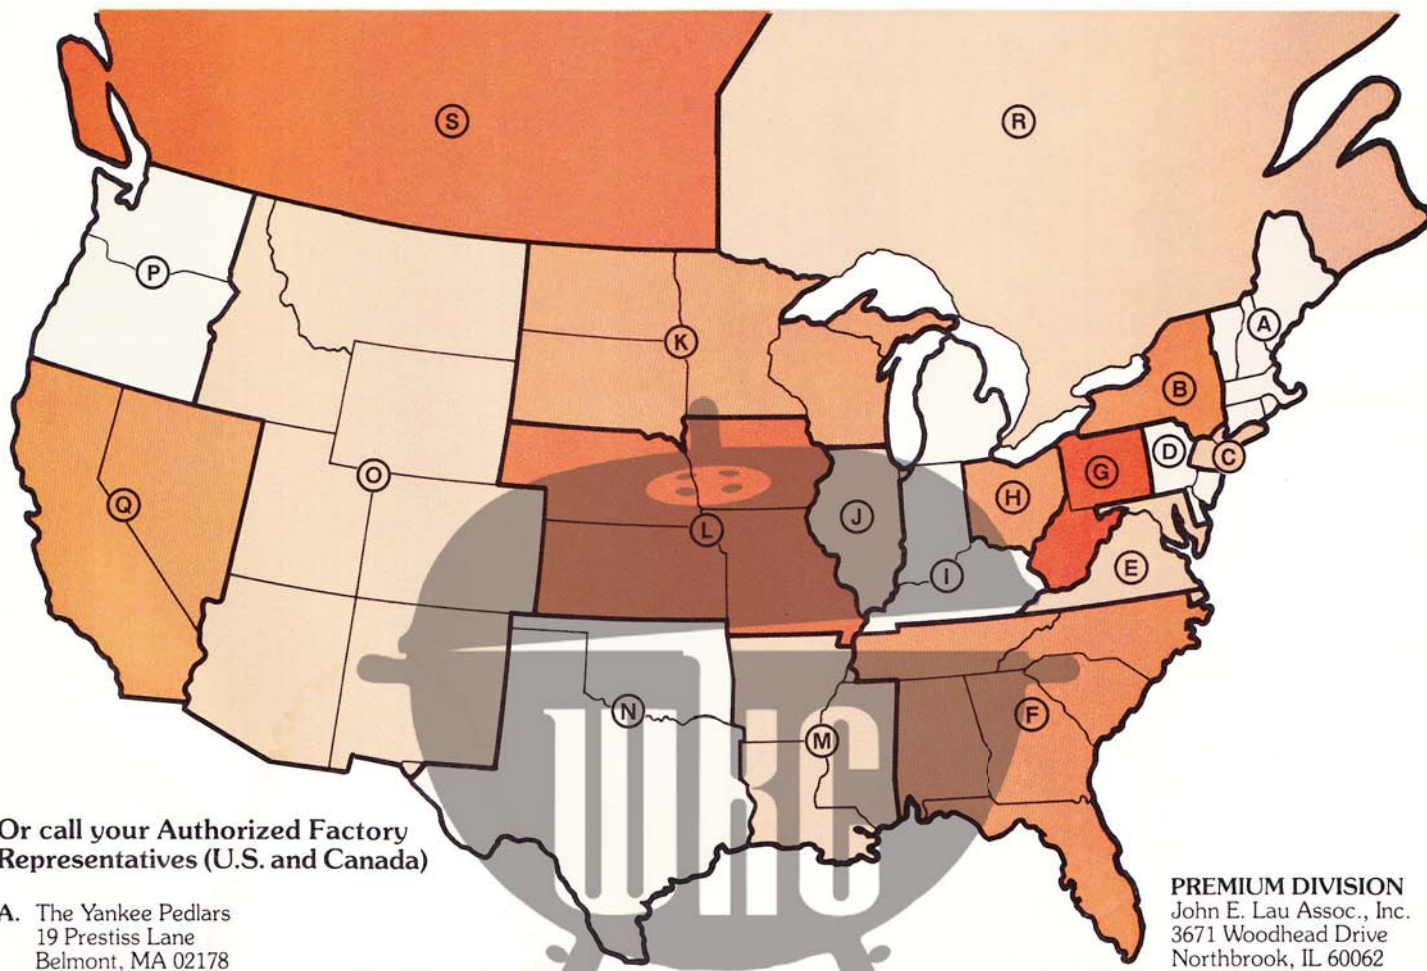 S
R
P
A
K
B
D
C
O
G
Q
H
J
L
I
E
N
F
M
WKC
Or call your Authorized Factory
Representatives (U.S. and Canada)
A. The Yankee Pedlars
19 Prestiss Lane
Belmont, MA 02178
PREMIUM DIVISION
John E. Lau Assoc., Inc.
3671 Woodhead Drive
Northbrook, IL 60062